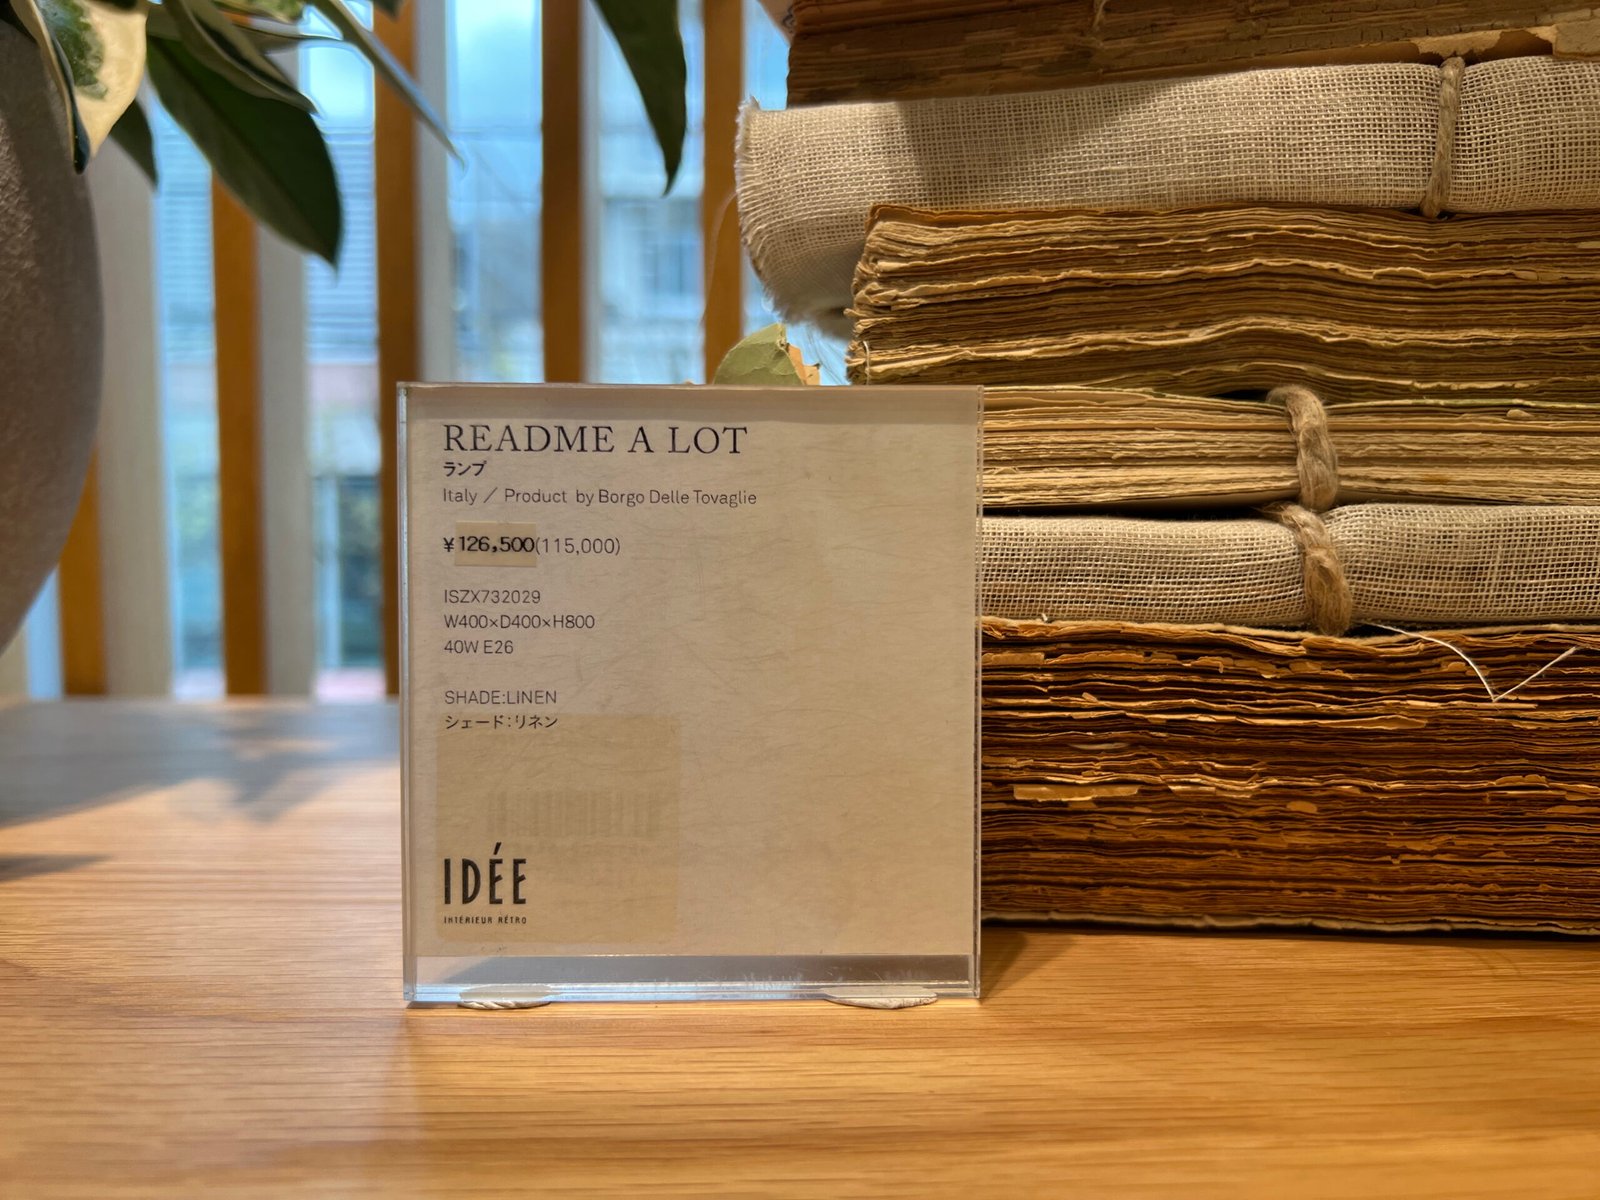 README A LOT
ランプ
Italy ／ Product by Borgo Delle Tovaglie
¥126,500(115,000)
ISZX732029
W400×D400×H800
40W E26
SHADE:LINEN
シェード:リネン
IDÉE
INTÉRIEUR RÉTRO